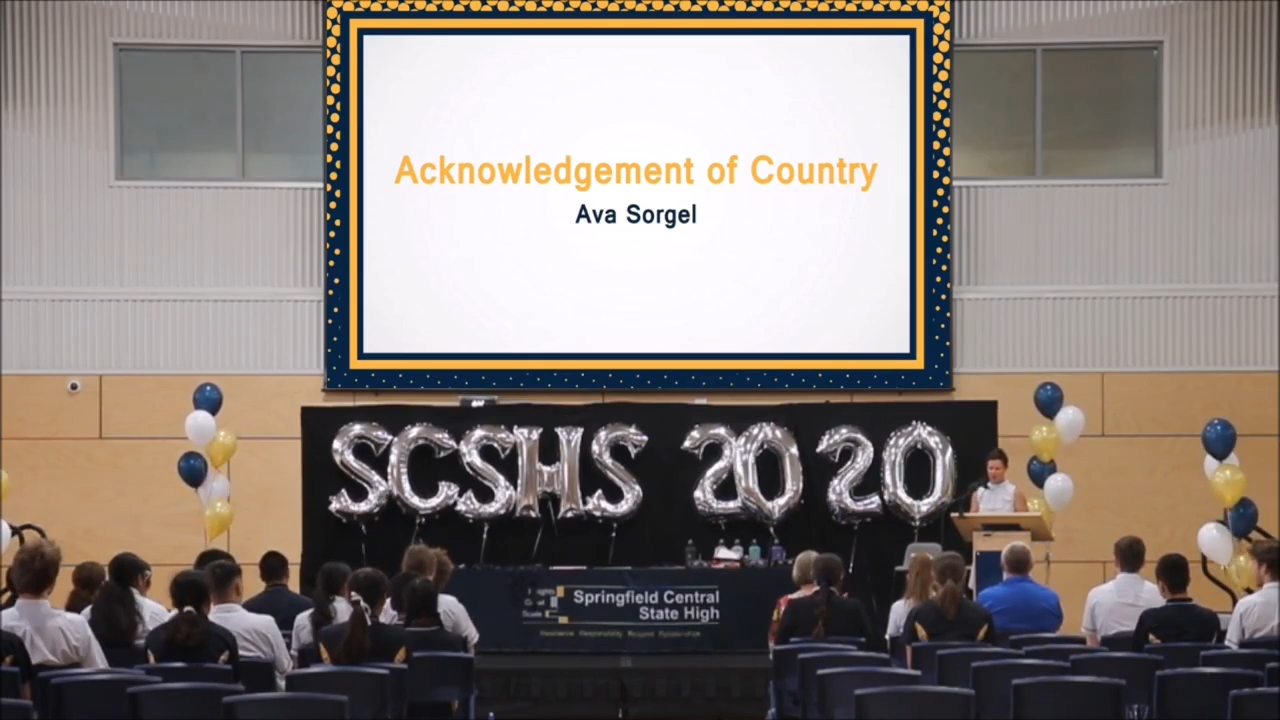 Acknowledgement of Country
Ava Sorgel
SCSHS 2020
Springfield Central
State High